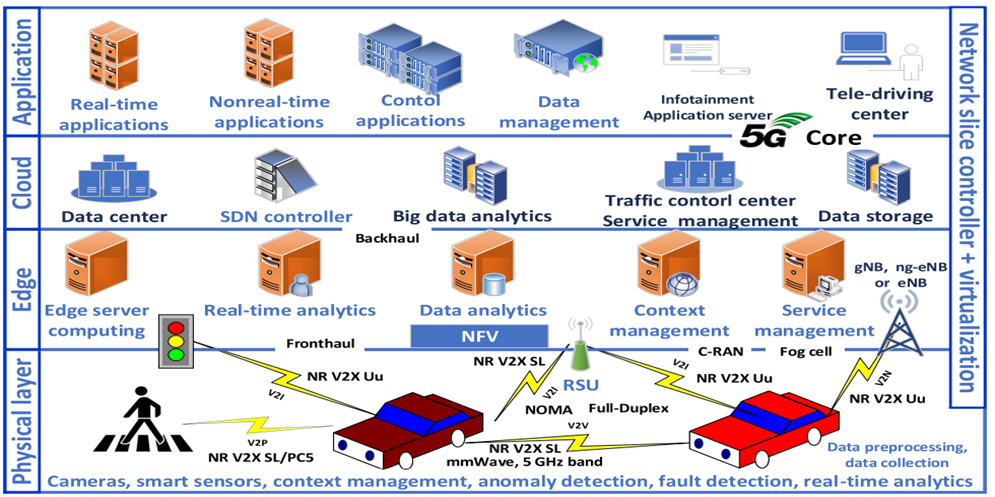 Application
Real-time
applications
Nonreal-time
applications
Contol
applications
Data
management
Infotainment
Application server
Tele-driving
center
5G Core
Network slice controller + virtualization
Cloud
Data center
SDN controller
Big data analytics
Traffic contorl center
Service management
Data storage
Backhaul
Edge
Edge server
computing
Real-time analytics
Data analytics
Context
management
Service
management
gNB, ng-eNB
or eNB
NFV
Fronthaul
C-RAN
Fog cell
Physical layer
NR V2X Uu
V2I
NR V2X SL
V2I
RSU
V2I
NR V2X Uu
V2N
NR V2X Uu
NOMA
Full-Duplex
V2P
NR V2X SL/PC5
V2V
NR V2X SL
mmWave, 5 GHz band
Data preprocessing,
data collection
Cameras, smart sensors, context management, anomaly detection, fault detection, real-time analytics